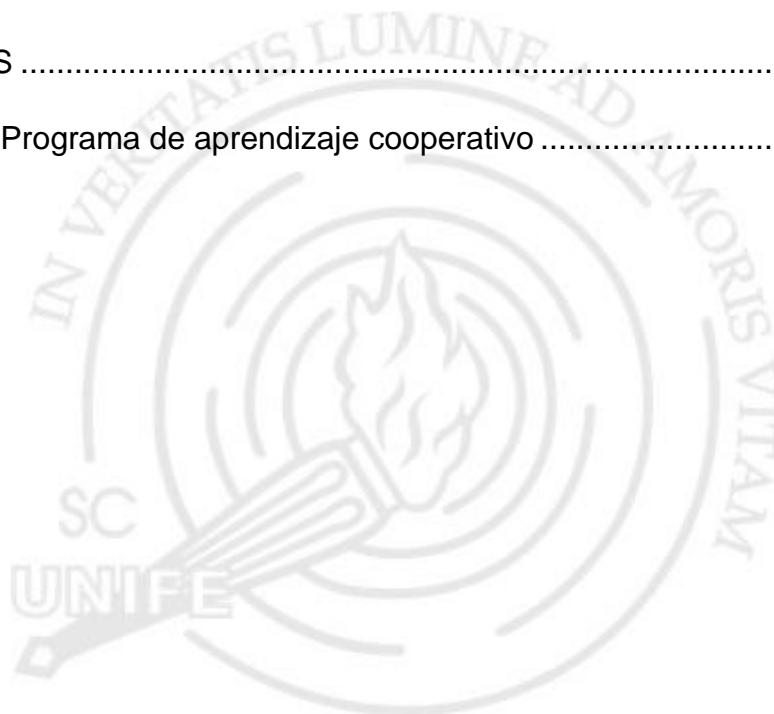 S ........................................................................................
Programa de aprendizaje cooperativo ..........................
IN VERITATIS LUMINE AD AMORIS VITAM
SC
UNIFE